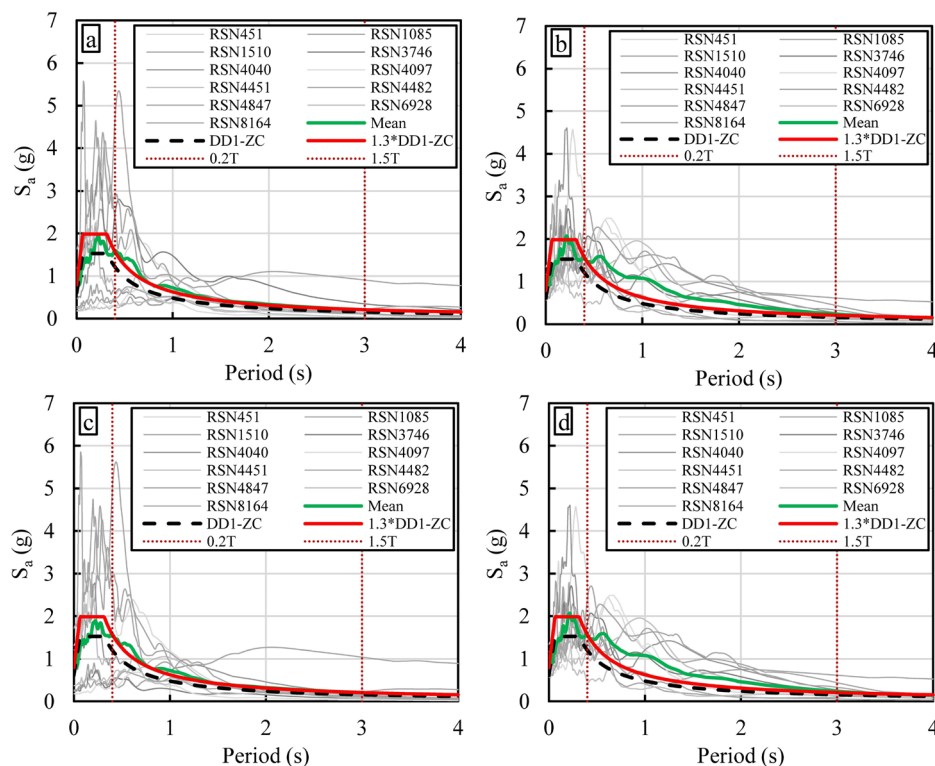 7
6
5
4
3
2
1
0
Sa (g)
a
RSN451 RSN1085
RSN1510 RSN3746
RSN4040 RSN4097
RSN4451 RSN4482
RSN4847 RSN6928
RSN8164 Mean
DD1-ZC 1.3*DD1-ZC
0.2T 1.5T
0 1 2 3 4
Period (s)
7
6
5
4
3
2
1
0
Sa (g)
b
RSN451 RSN1085
RSN1510 RSN3746
RSN4040 RSN4097
RSN4451 RSN4482
RSN4847 RSN6928
RSN8164 Mean
DD1-ZC 1.3*DD1-ZC
0.2T 1.5T
0 1 2 3 4
Period (s)
7
6
5
4
3
2
1
0
Sa (g)
c
RSN451 RSN1085
RSN1510 RSN3746
RSN4040 RSN4097
RSN4451 RSN4482
RSN4847 RSN6928
RSN8164 Mean
DD1-ZC 1.3*DD1-ZC
0.2T 1.5T
0 1 2 3 4
Period (s)
7
6
5
4
3
2
1
0
Sa (g)
d
RSN451 RSN1085
RSN1510 RSN3746
RSN4040 RSN4097
RSN4451 RSN4482
RSN4847 RSN6928
RSN8164 Mean
DD1-ZC 1.3*DD1-ZC
0.2T 1.5T
0 1 2 3 4
Period (s)